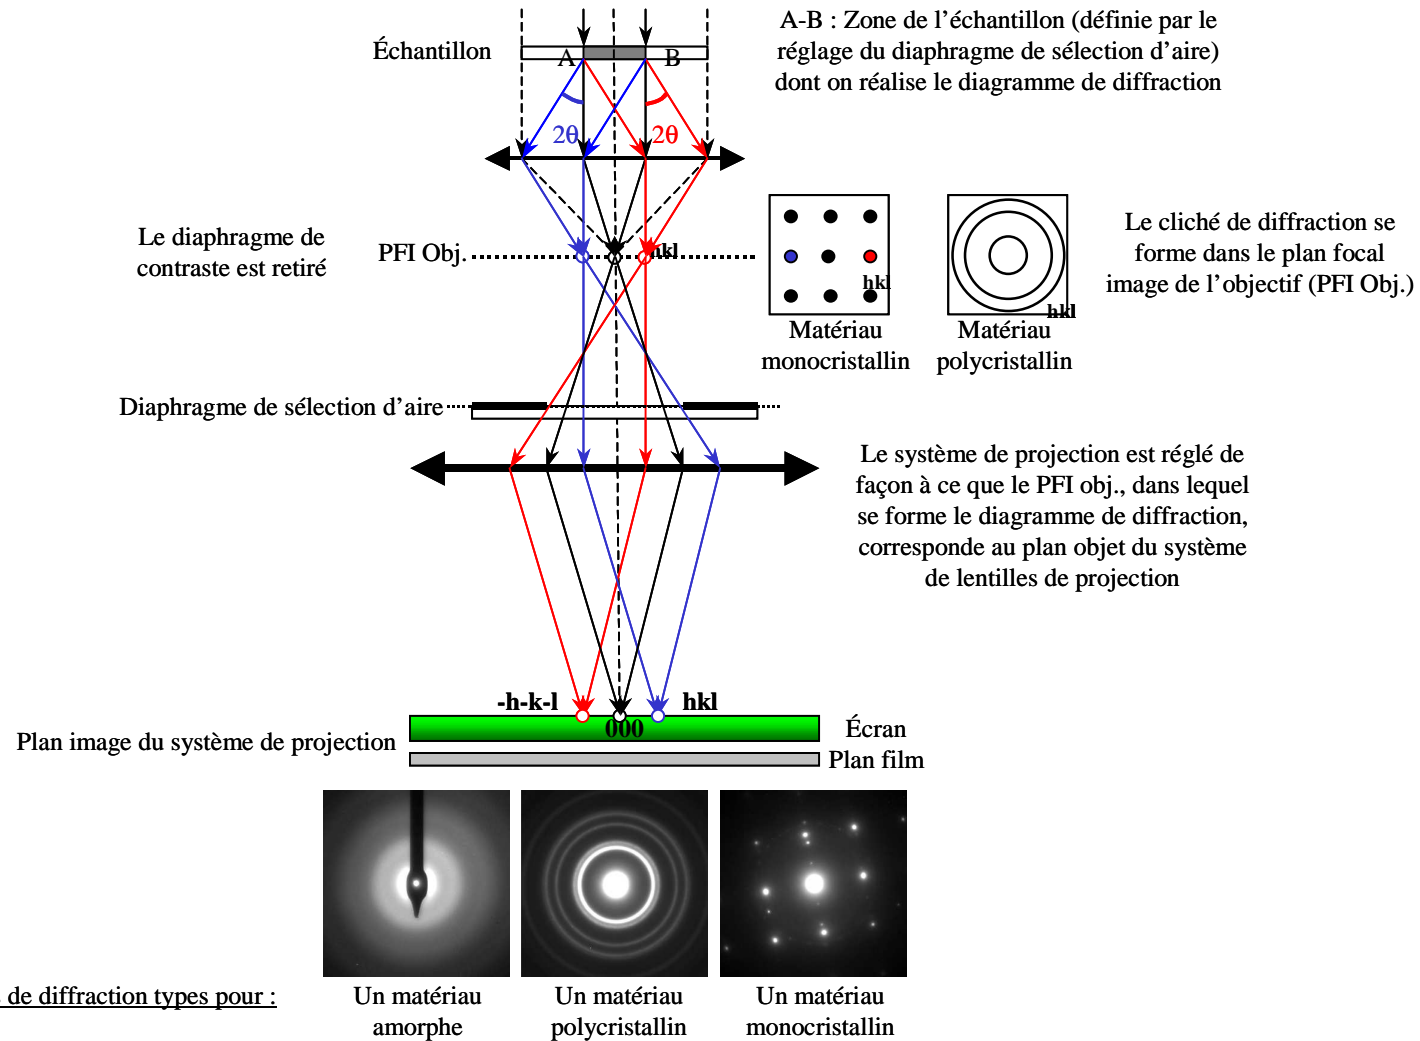 A-B : Zone de l’échantillon (définie par le
réglage du diaphragme de sélection d’aire)
dont on réalise le diagramme de diffraction
Échantillon
A
B
2θ
2θ
Le diaphragme de
contraste est retiré
PFI Obj.
hkl
hkl
hkl
Matériau
monocristallin
Matériau
polycristallin
Le cliché de diffraction se
forme dans le plan focal
image de l’objectif (PFI Obj.)
Diaphragme de sélection d’aire
Le système de projection est réglé de
façon à ce que le PFI obj., dans lequel
se forme le diagramme de diffraction,
corresponde au plan objet du système
de lentilles de projection
-h-k-l
hkl
000
Plan image du système de projection
Écran
Plan film
de diffraction types pour :
Un matériau
amorphe
Un matériau
polycristallin
Un matériau
monocristallin